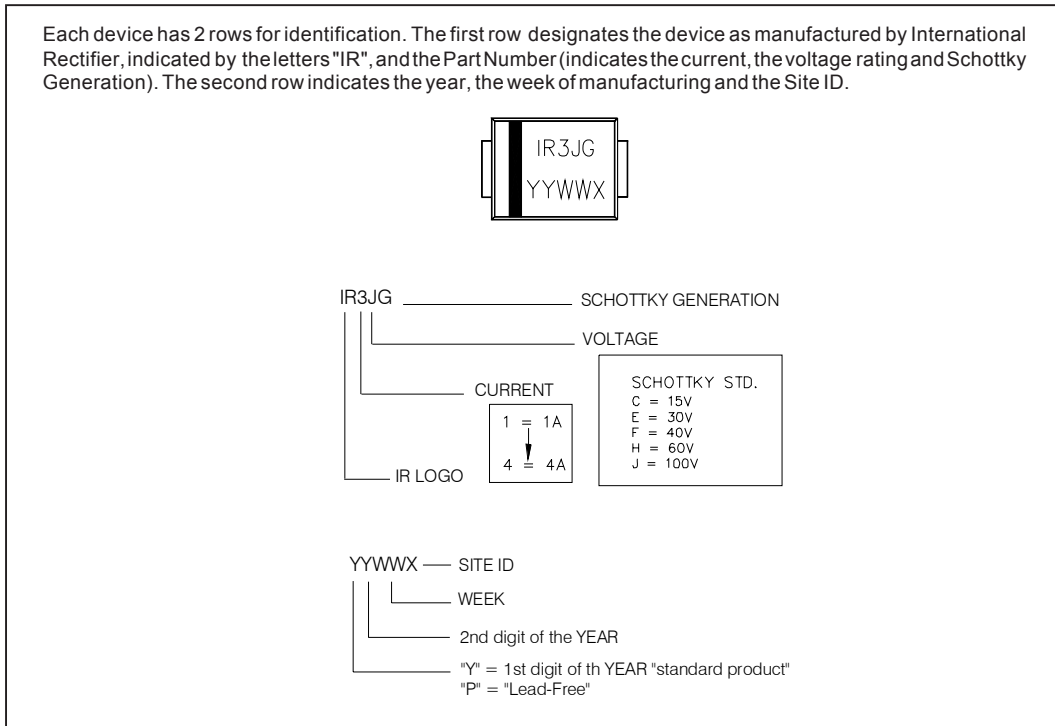 Each device has 2 rows for identification. The first row designates the device as manufactured by International
Rectifier, indicated by the letters "IR", and the Part Number (indicates the current, the voltage rating and Schottky
Generation). The second row indicates the year, the week of manufacturing and the Site ID.
IR3JG
YYWWX
IR3JG
SCHOTTKY GENERATION
VOLTAGE
SCHOTTKY STD.
C = 15V
E = 30V
F = 40V
H = 60V
J = 100V
CURRENT
1 = 1A
4 = 4A
IR LOGO
YYWWX
SITE ID
WEEK
2nd digit of the YEAR
"Y" = 1st digit of th YEAR "standard product"
"P" = "Lead-Free"